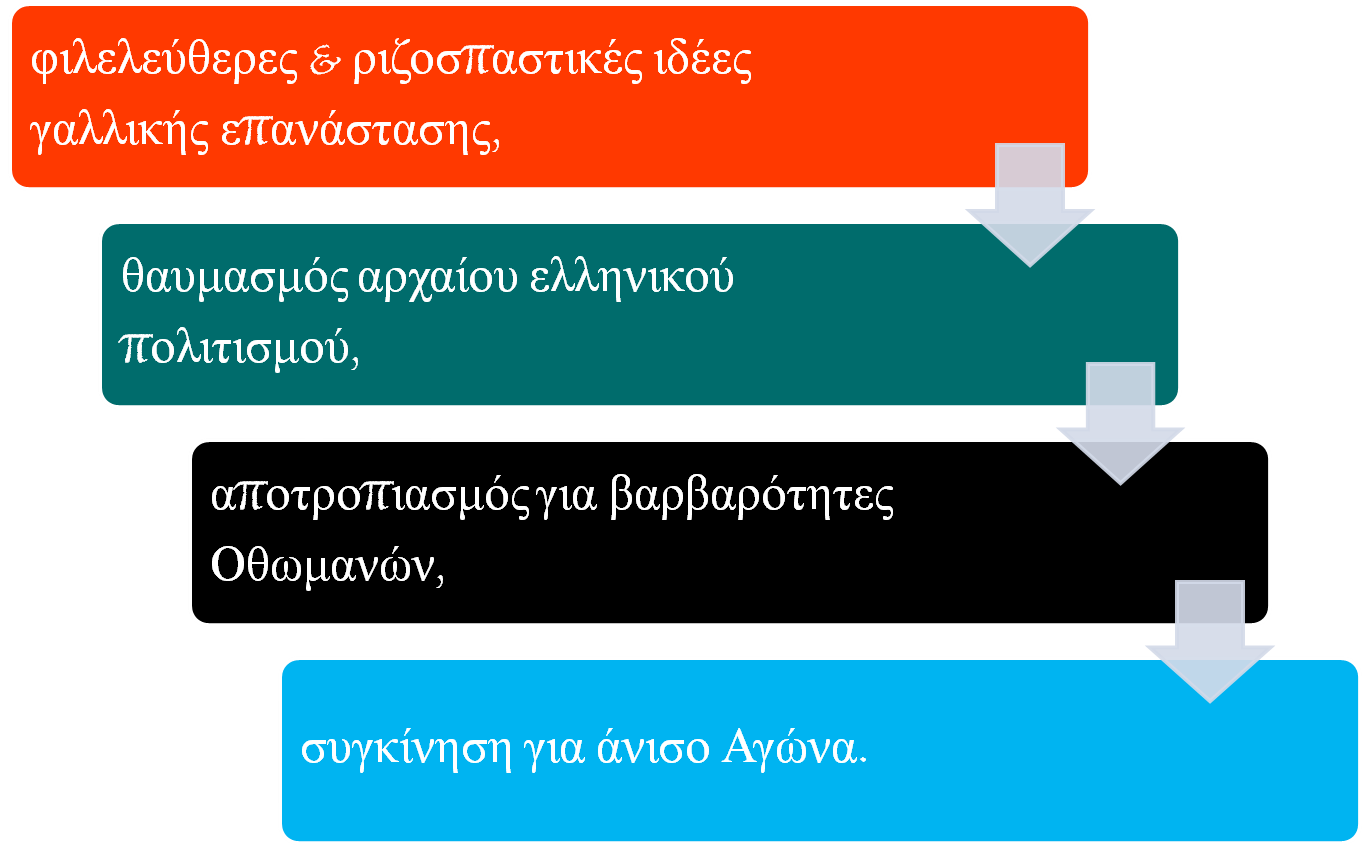 φιλελεύθερες & ριζοσπαστικές ιδέες
γαλλικής επανάστασης,
θαυμασμός αρχαίου ελληνικού
πολιτισμού,
αποτροπιασμός για βαρβαρότητες
Οθωμανών,
συγκίνηση για άνισο Αγώνα.